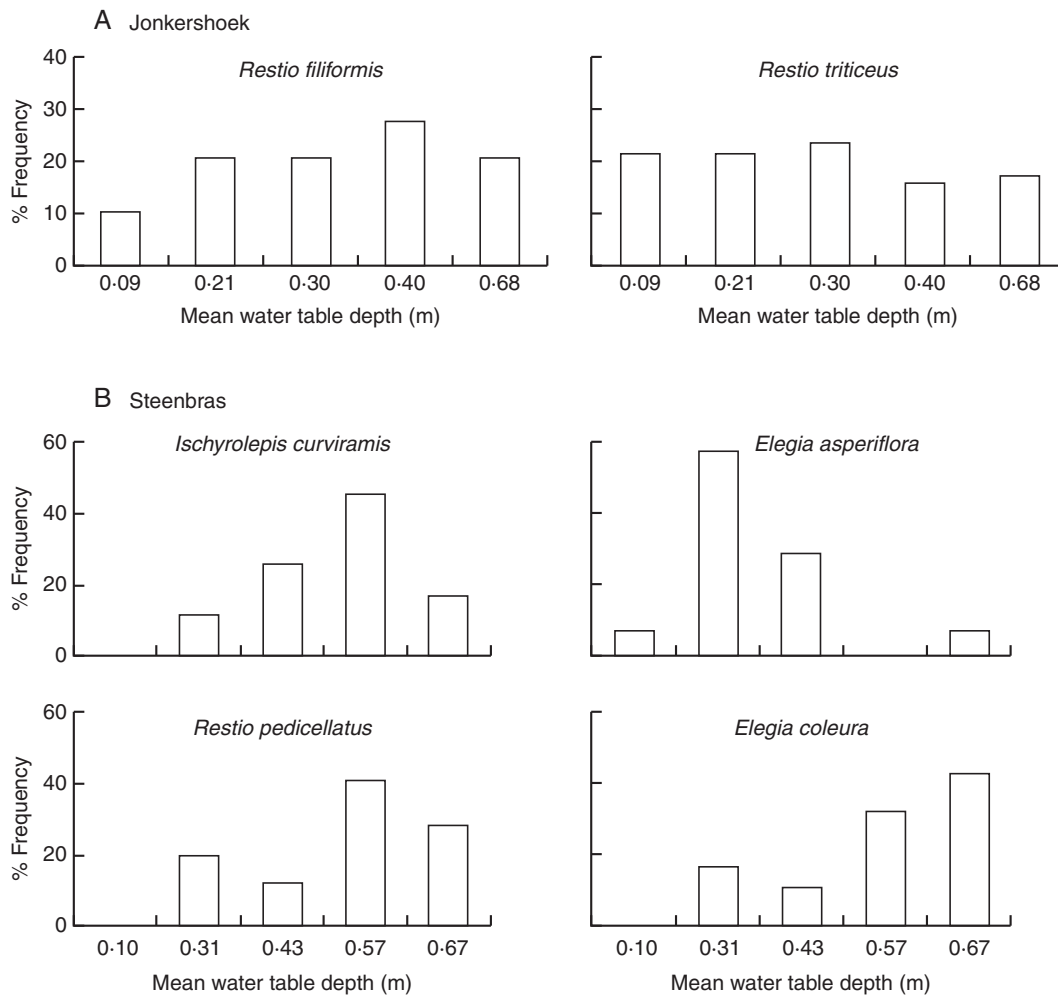 A Jonkershoek
Restio filiformis
Restio triticeus
% Frequency
40
30
20
10
0
0·09 0·21 0·30 0·40 0·68
0·09 0·21 0·30 0·40 0·68
Mean water table depth (m)
Mean water table depth (m)
B Steenbras
Ischyrolepis curviramis
Elegia asperiflora
% Frequency
60
40
20
0
Restio pedicellatus
Elegia coleura
% Frequency
60
40
20
0
0·10 0·31 0·43 0·57 0·67
0·10 0·31 0·43 0·57 0·67
Mean water table depth (m)
Mean water table depth (m)